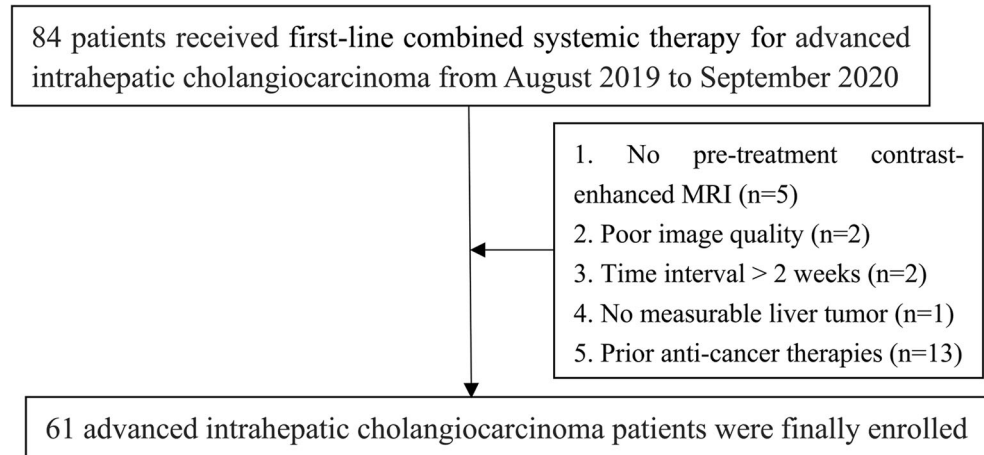 84 patients received first-line combined systemic therapy for advanced
intrahepatic cholangiocarcinoma from August 2019 to September 2020
1. No pre-treatment contrast-
enhanced MRI (n=5)
2. Poor image quality (n=2)
3. Time interval > 2 weeks (n=2)
4. No measurable liver tumor (n=1)
5. Prior anti-cancer therapies (n=13)
61 advanced intrahepatic cholangiocarcinoma patients were finally enrolled